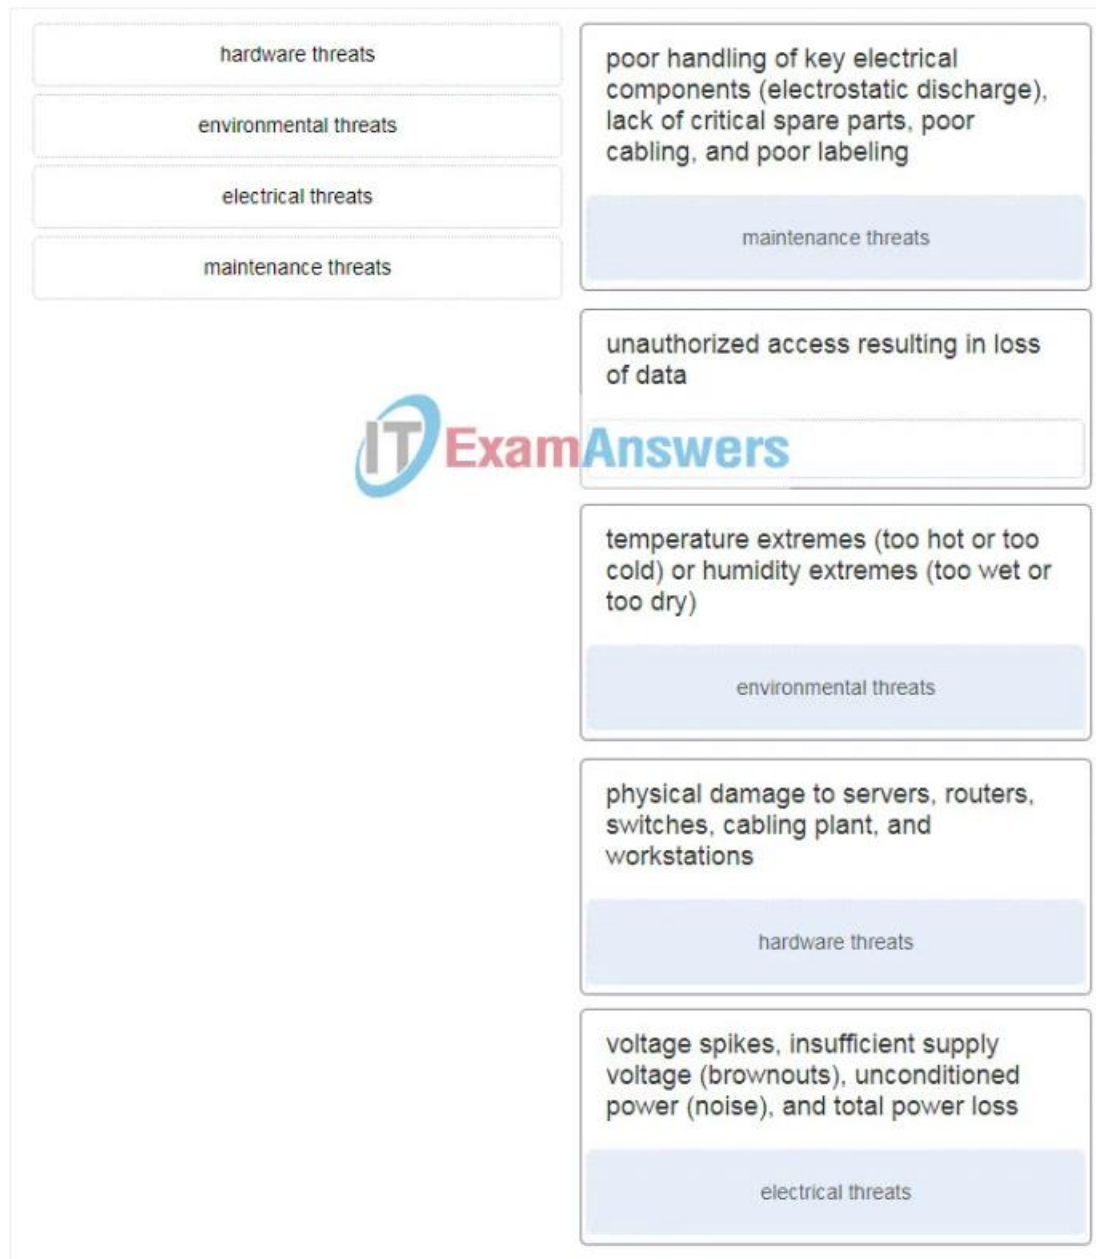 hardware threats
environmental threats
electrical threats
maintenance threats
poor handling of key electrical
components (electrostatic discharge),
lack of critical spare parts, poor
cabling, and poor labeling
maintenance threats
unauthorized access resulting in loss
of data
IT ExamAnswers
temperature extremes (too hot or too
cold) or humidity extremes (too wet or
too dry)
environmental threats
physical damage to servers, routers,
switches, cabling plant, and
workstations
hardware threats
voltage spikes, insufficient supply
voltage (brownouts), unconditioned
power (noise), and total power loss
electrical threats